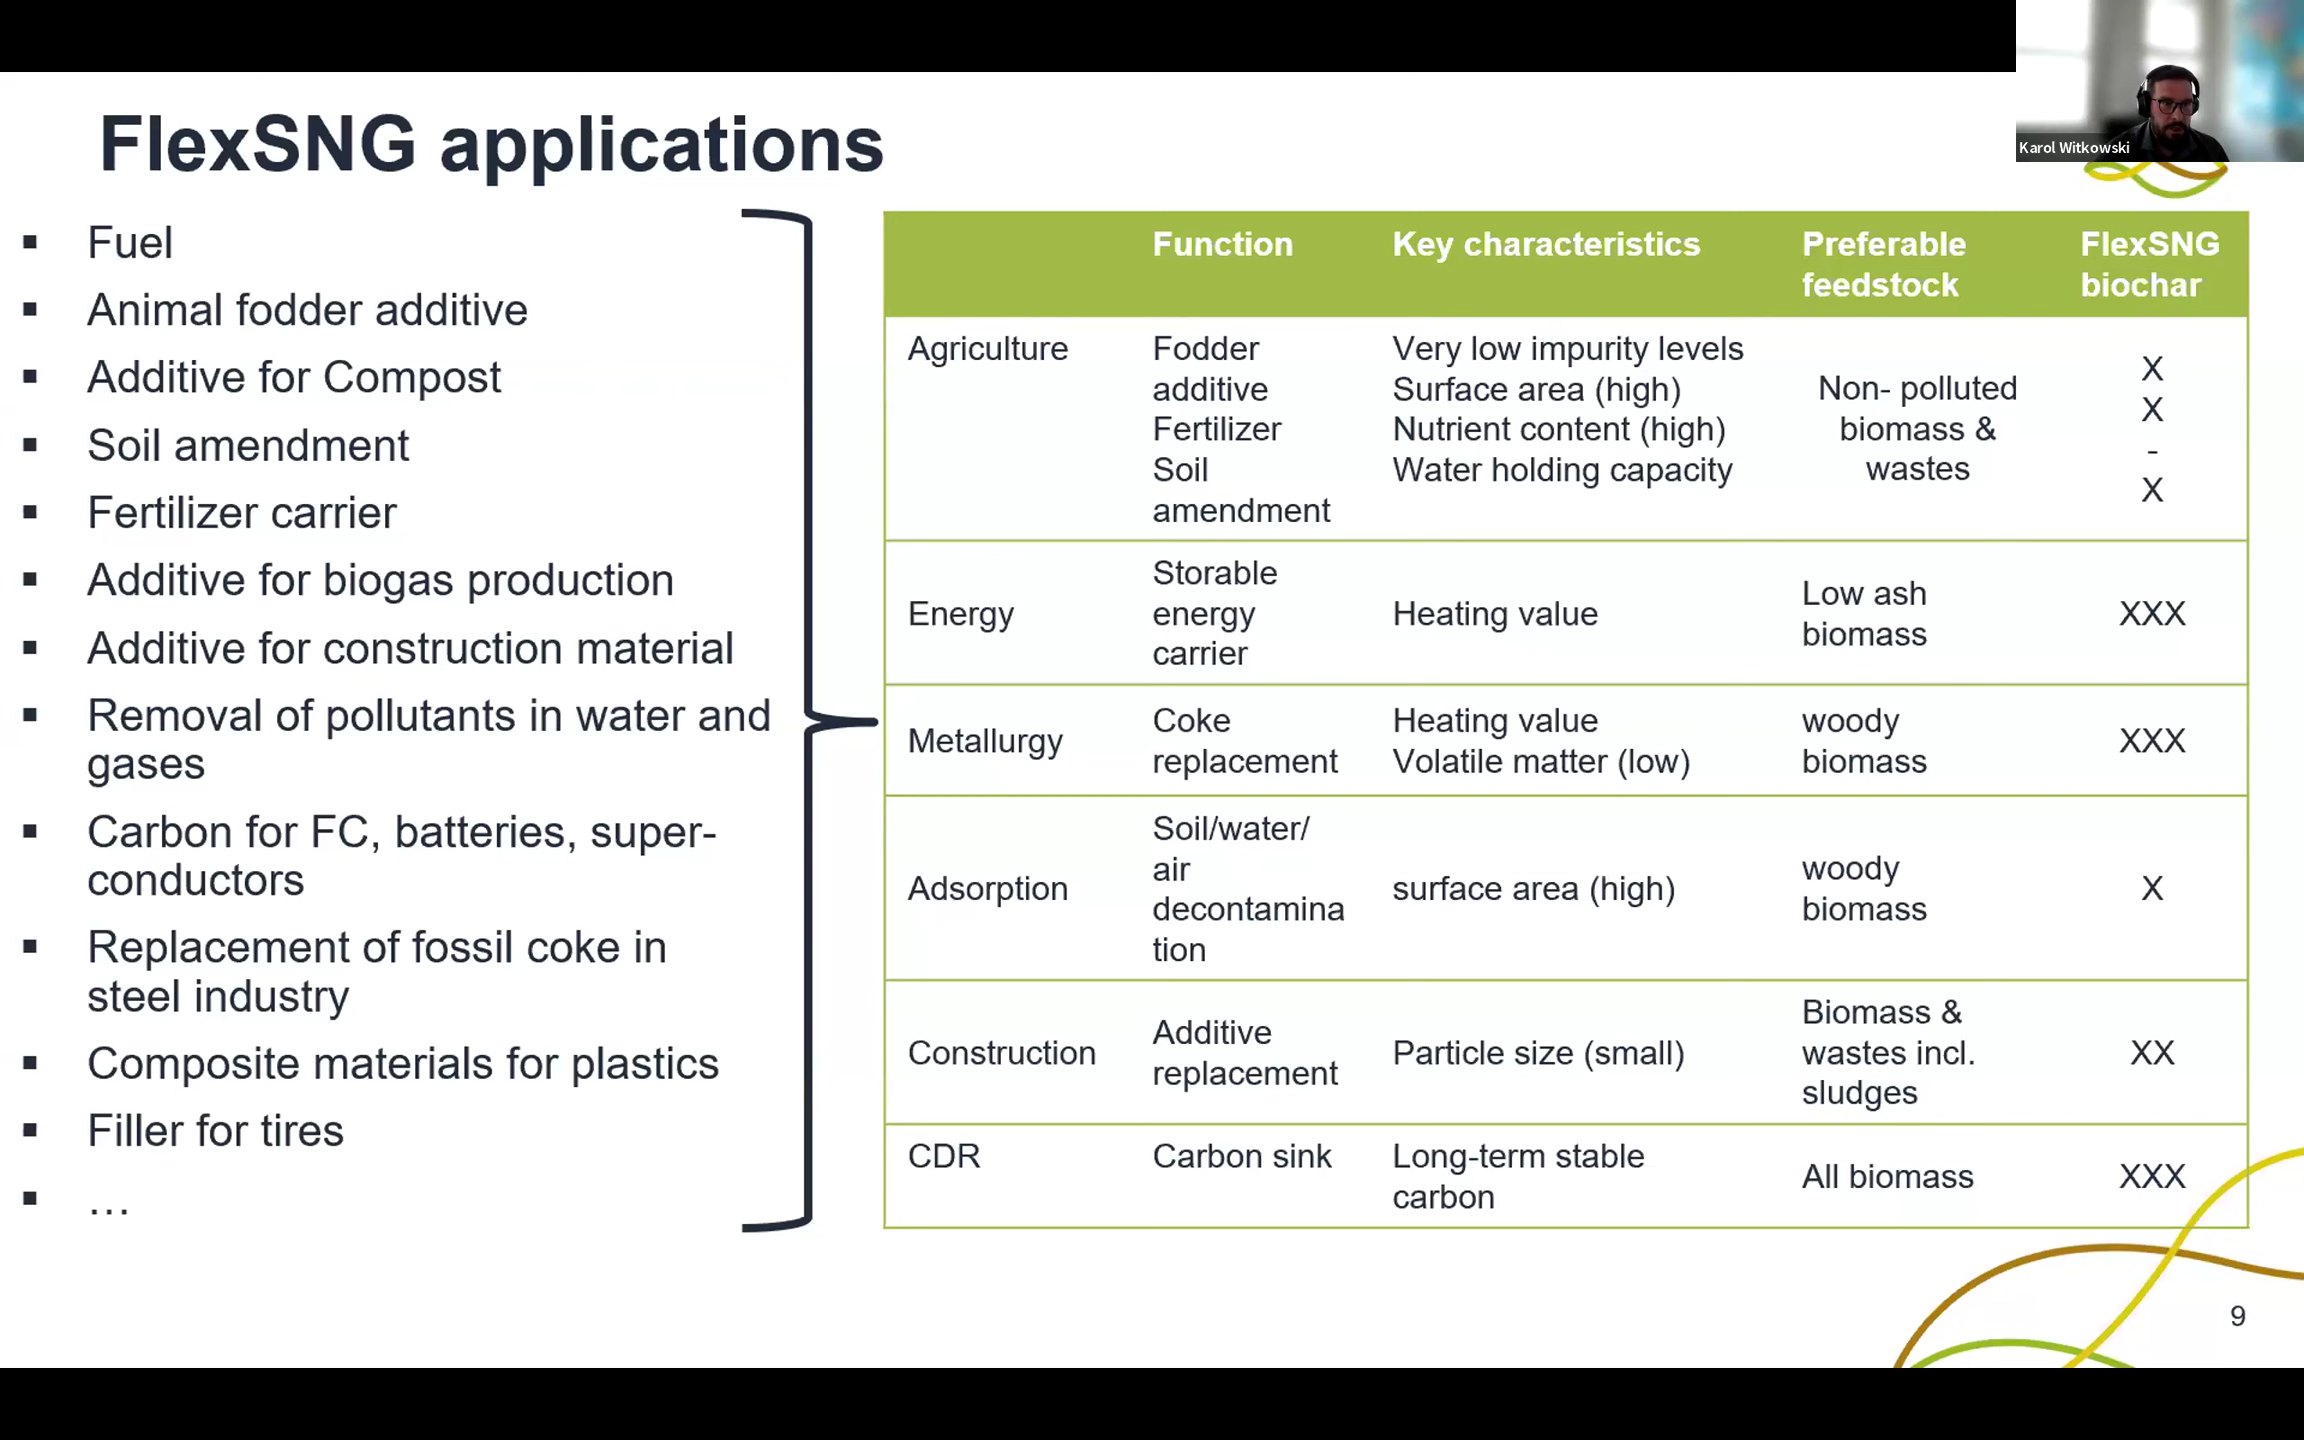 FlexSNG applications
Karol Witkowski
▪ Fuel
▪ Animal fodder additive
▪ Additive for Compost
▪ Soil amendment
▪ Fertilizer carrier
▪ Additive for biogas production
▪ Additive for construction material
▪ Removal of pollutants in water and
gases
▪ Carbon for FC, batteries, super-
conductors
▪ Replacement of fossil coke in
steel industry
▪ Composite materials for plastics
▪ Filler for tires
▪ …
Function
Key characteristics
Preferable
feedstock
FlexSNG
biochar
Agriculture
Fodder
additive
Fertilizer
Soil
amendment
Very low impurity levels
Surface area (high)
Nutrient content (high)
Water holding capacity
Non- polluted
biomass &
wastes
X
X
-
X
Energy
Storable
energy
carrier
Heating value
Low ash
biomass
XXX
Metallurgy
Coke
replacement
Heating value
Volatile matter (low)
woody
biomass
XXX
Adsorption
Soil/water/
air
decontamina
tion
surface area (high)
woody
biomass
X
Construction
Additive
replacement
Particle size (small)
Biomass &
wastes incl.
sludges
XX
CDR
Carbon sink
Long-term stable
carbon
All biomass
XXX
9